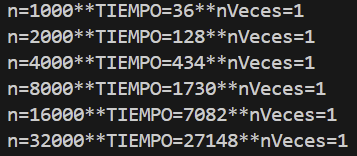 n=1000**TIEMPO=36**nVeces=1
n=2000**TIEMPO=128**nVeces=1
n=4000**TIEMPO=434**nVeces=1
n=8000**TIEMPO=1730**nVeces=1
n=16000**TIEMPO=7082**nVeces=1
n=32000**TIEMPO=27148**nVeces=1